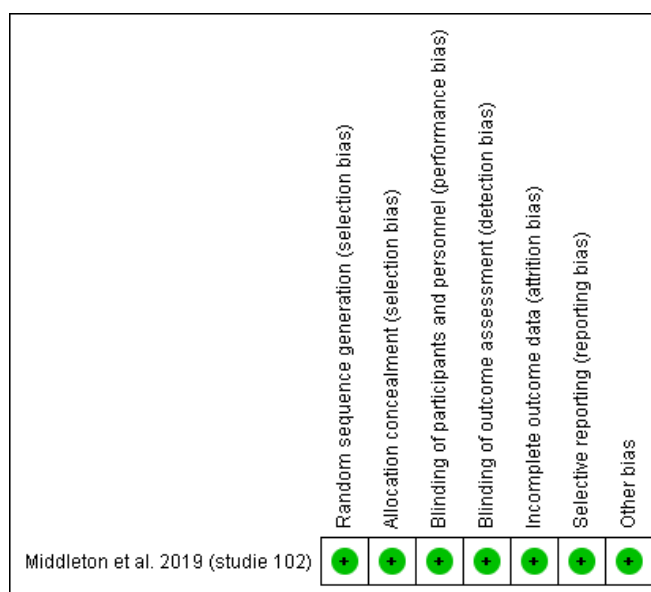 Random sequence generation (selection bias)
Allocation concealment (selection bias)
Blinding of participants and personnel (performance bias)
Blinding of outcome assessment (detection bias)
Incomplete outcome data (attrition bias)
Selective reporting (reporting bias)
Other bias
Middleton et al. 2019 (studie 102) + + + + + + +